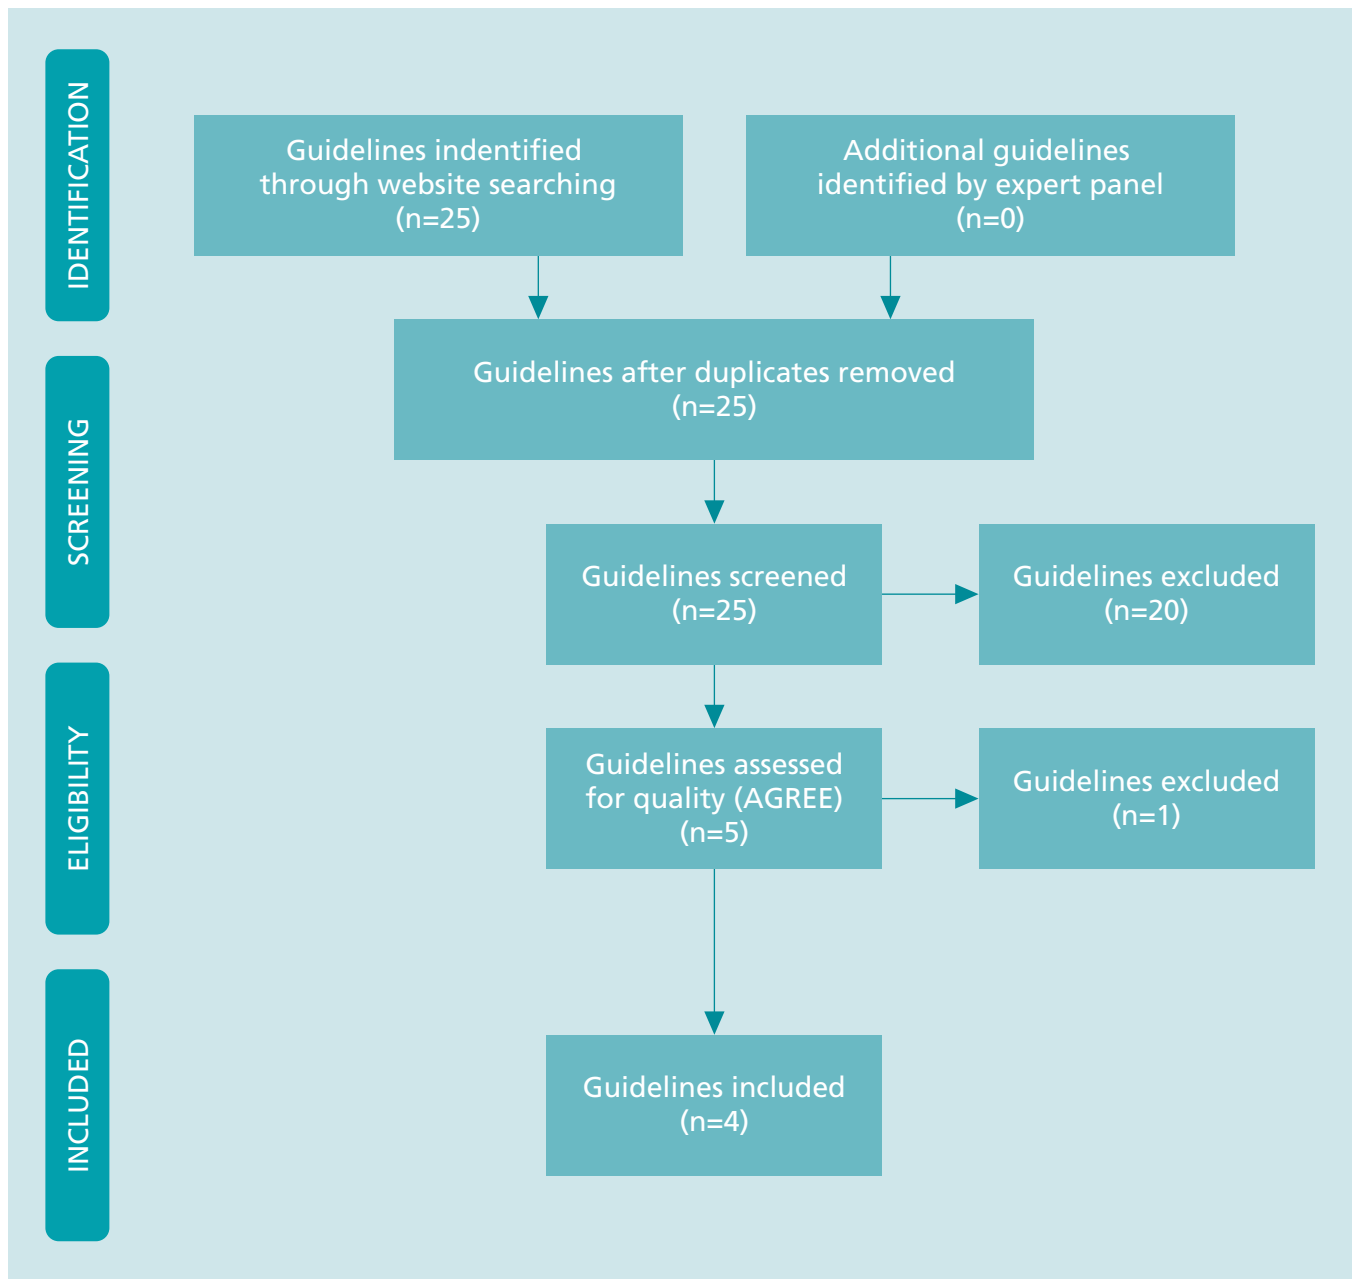 IDENTIFICATION
Guidelines indentified
through website searching
(n=25)
Additional guidelines
identified by expert panel
(n=0)
Guidelines after duplicates removed
(n=25)
SCREENING
Guidelines screened
(n=25)
Guidelines excluded
(n=20)
ELIGIBILITY
Guidelines assessed
for quality (AGREE)
(n=5)
Guidelines excluded
(n=1)
INCLUDED
Guidelines included
(n=4)